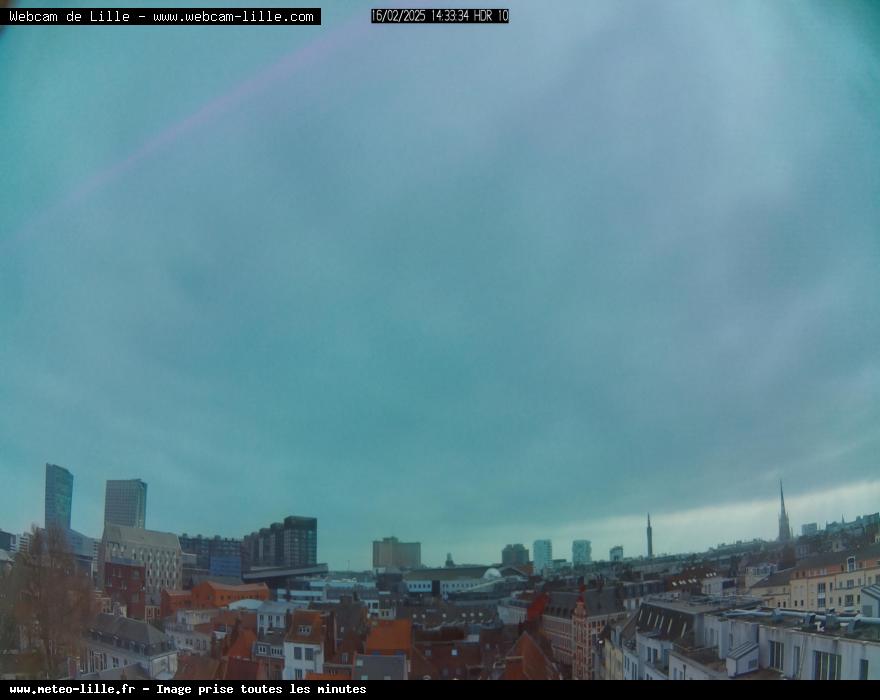 Webcam de Lille - www.webcam-lille.com
16/02/2025 14:33:34 HDR 10
www.meteo-lille.fr - Image prise toutes les minutes